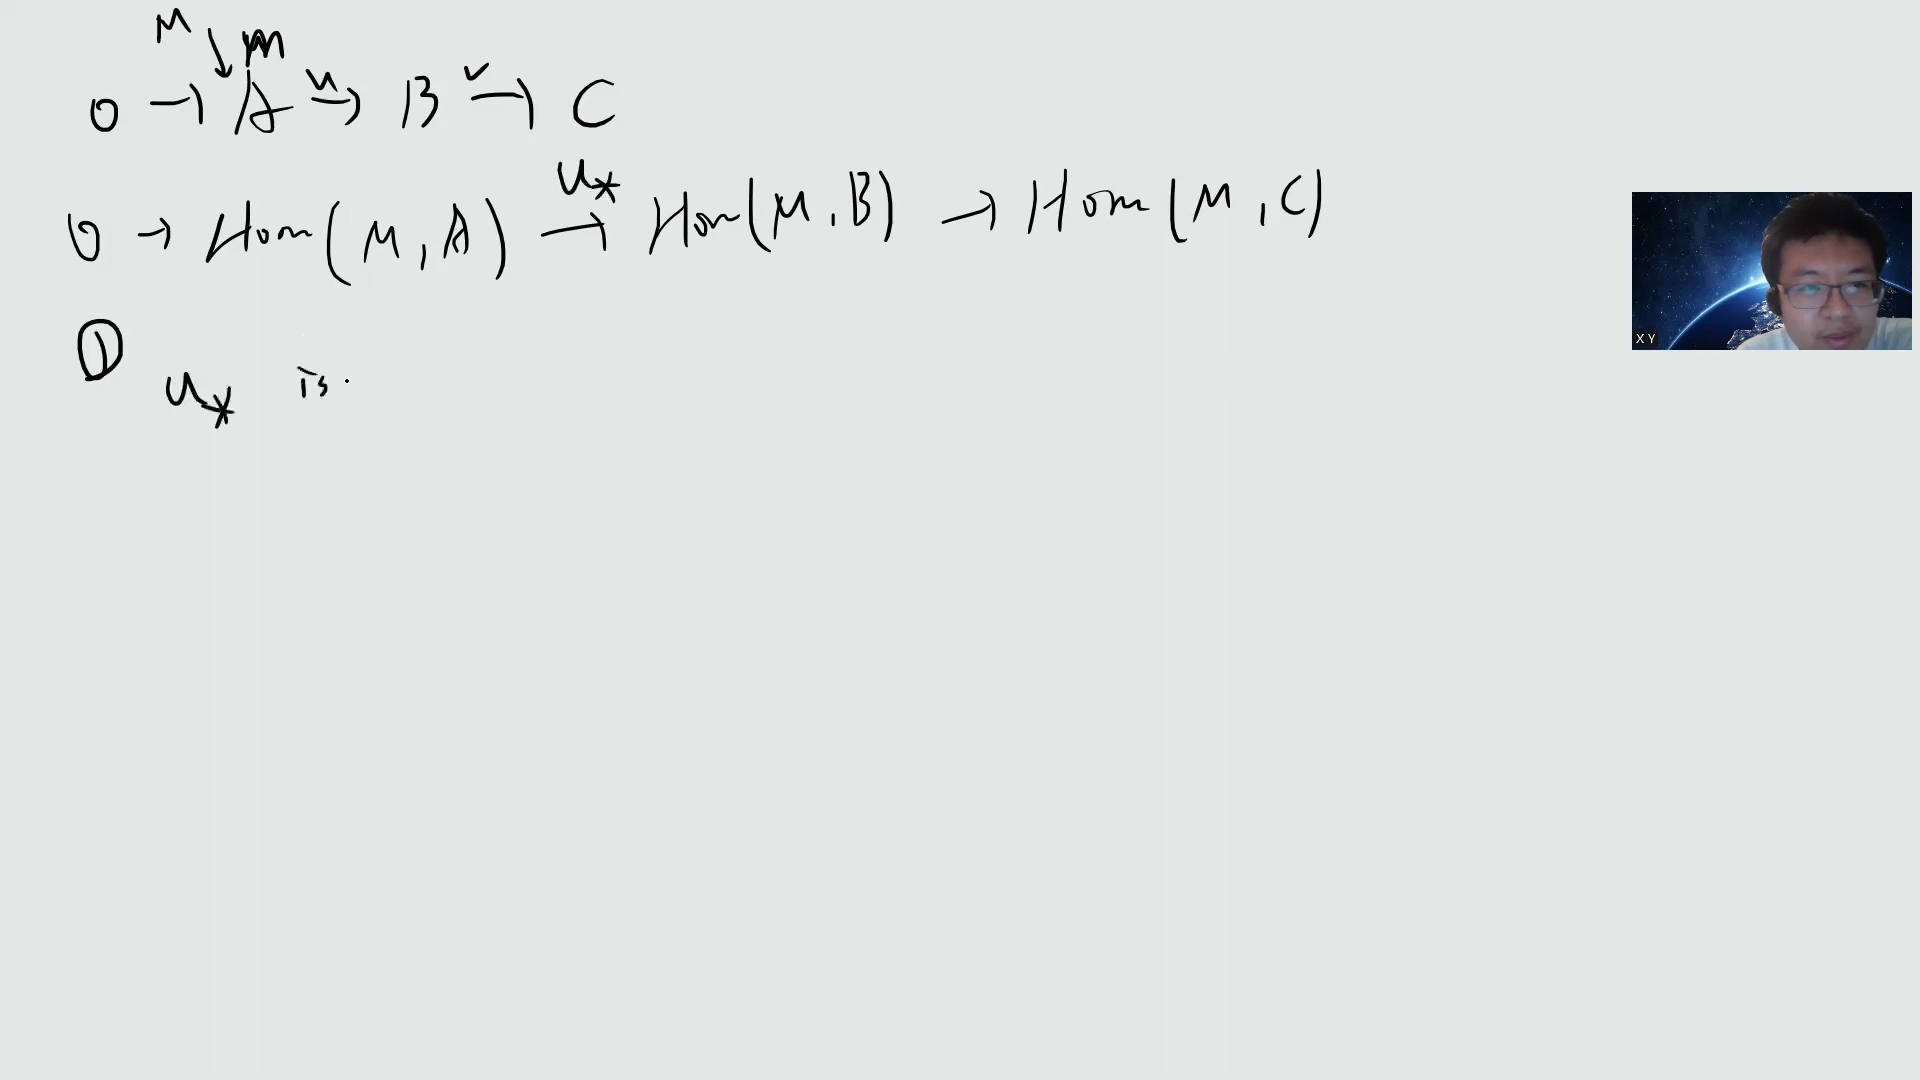 M m
0 → A u→ B v→ C
0 → Hom(M, A) u*→ Hom(M, B) → Hom(M, C)
①
u* is
X Y